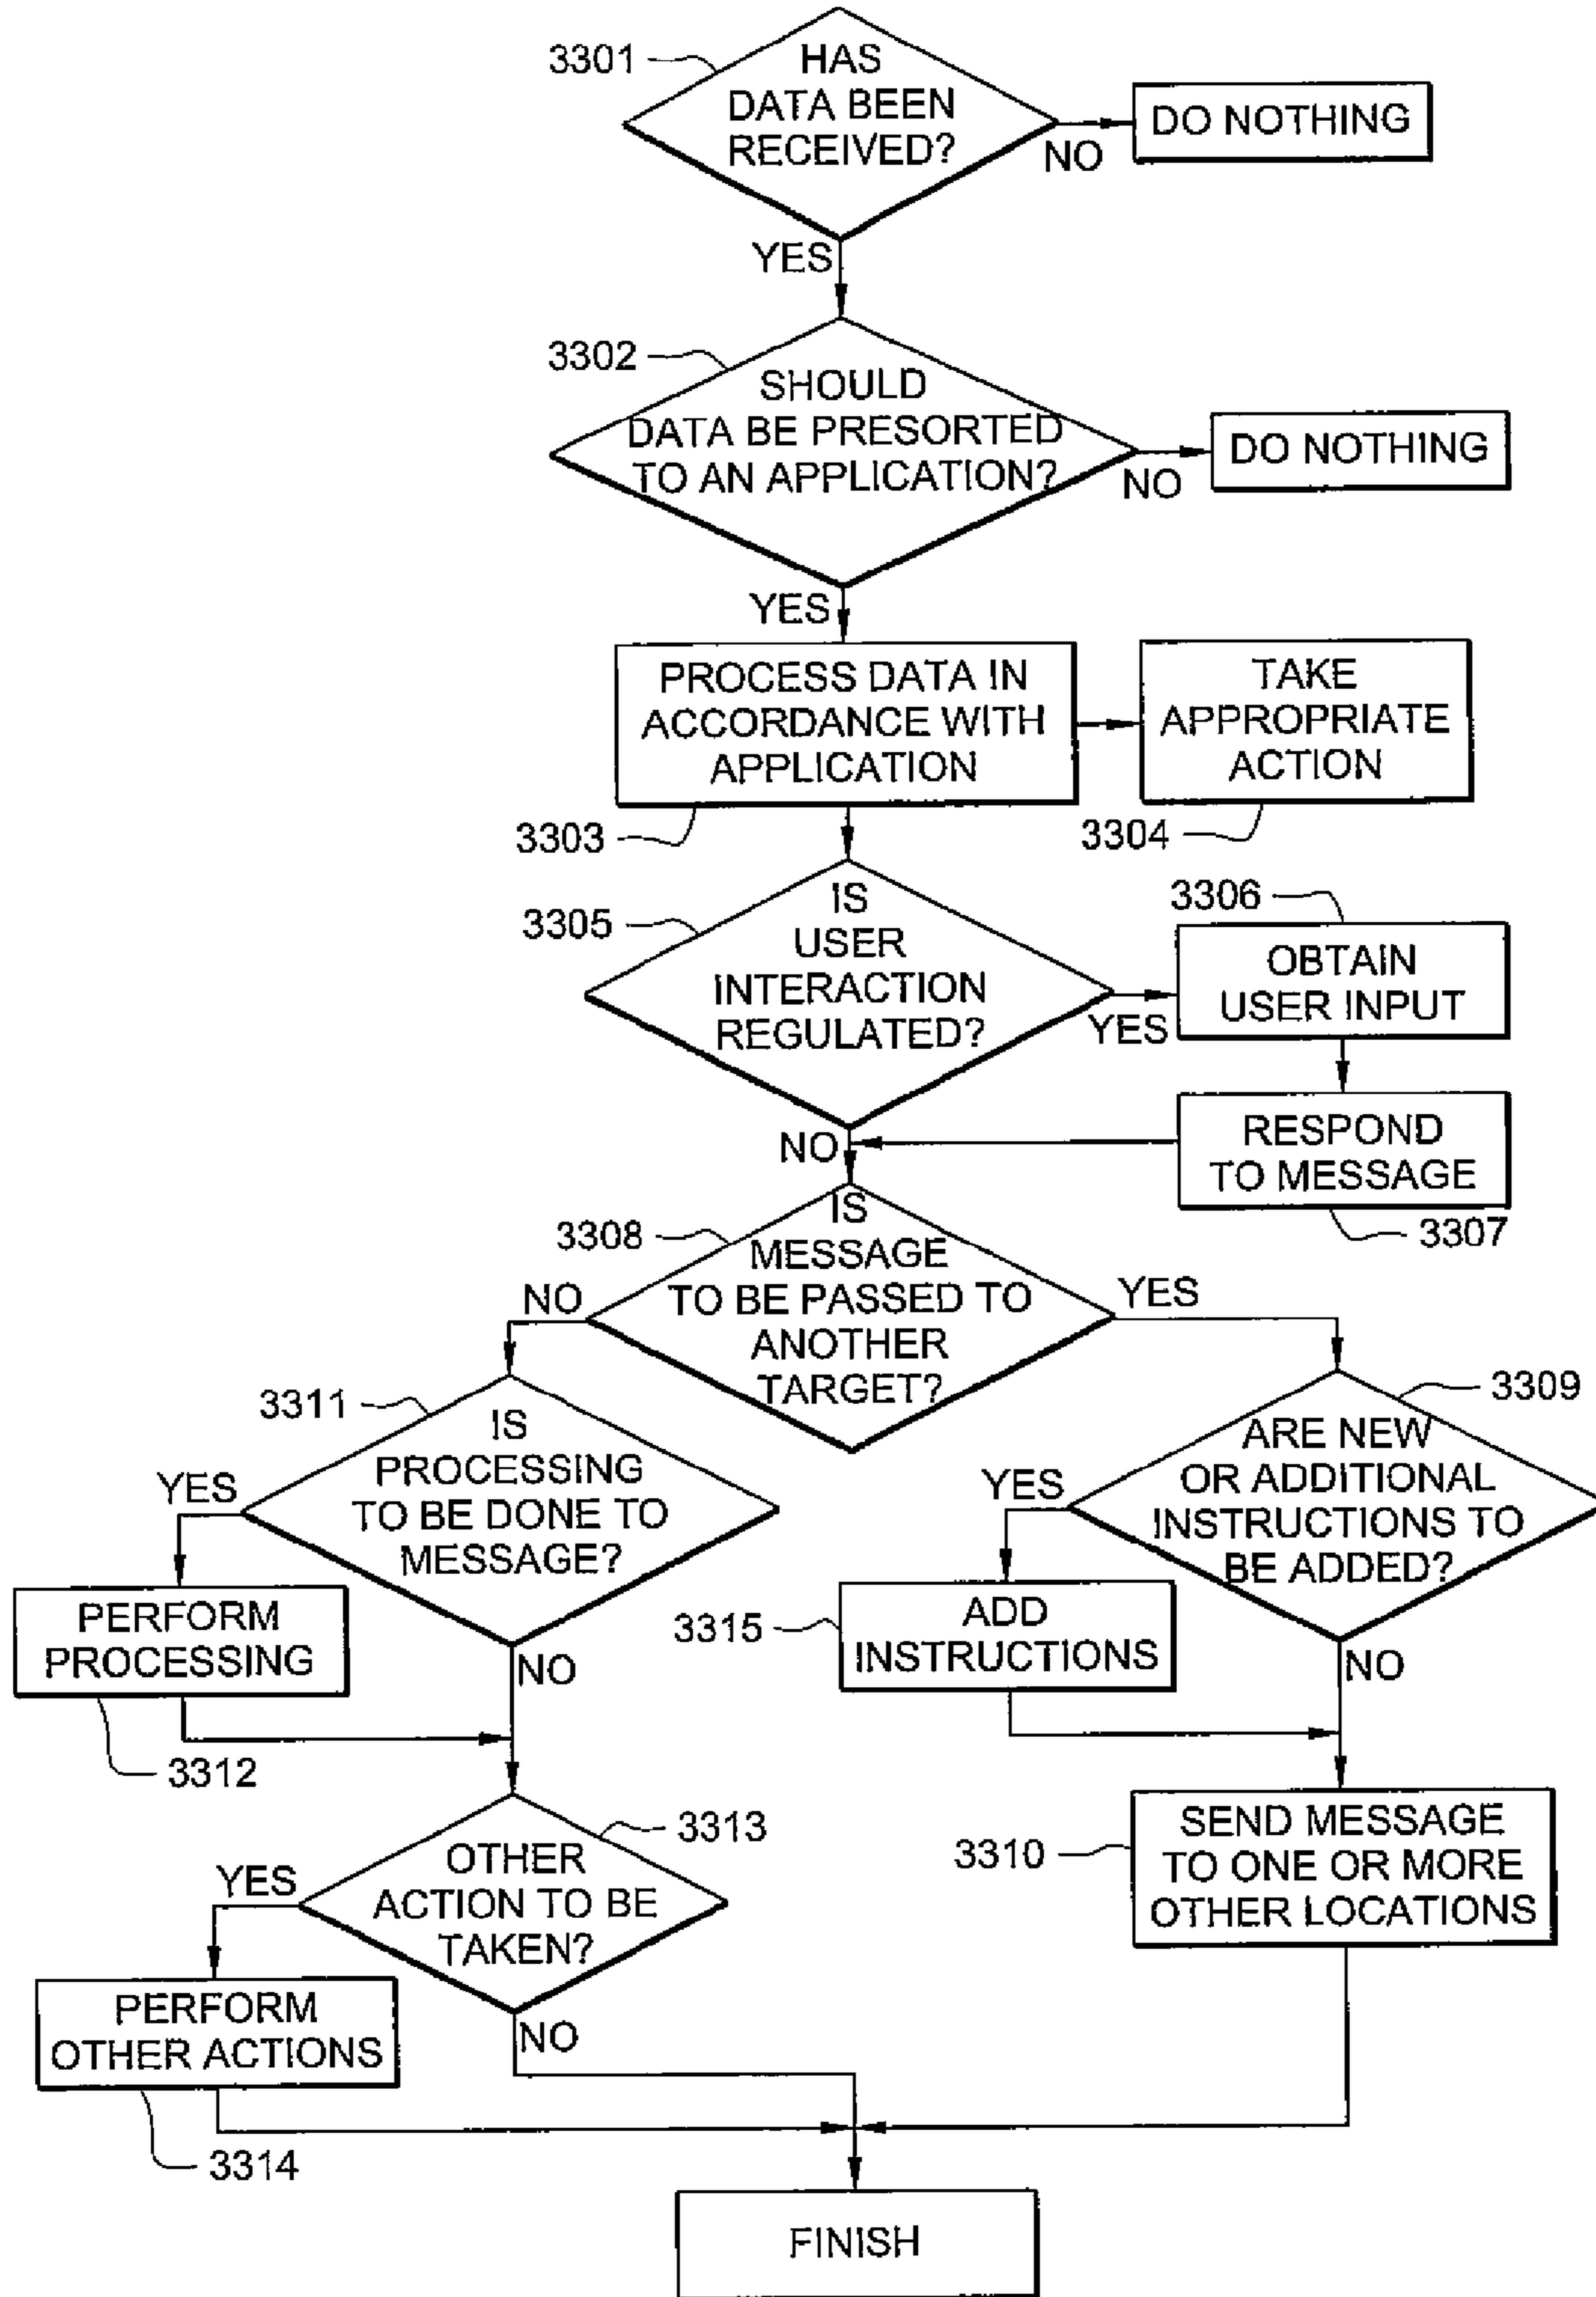 3301
HAS
DATA BEEN
RECEIVED?
NO
DO NOTHING
YES
3302
SHOULD
DATA BE PRESORTED
TO AN APPLICATION?
NO
DO NOTHING
YES
PROCESS DATA IN
ACCORDANCE WITH
APPLICATION
3303
TAKE
APPROPRIATE
ACTION
3304
3305
IS
USER
INTERACTION
REGULATED?
YES
3306
OBTAIN
USER INPUT
NO
RESPOND
TO MESSAGE
3307
3308
IS
MESSAGE
TO BE PASSED TO
ANOTHER
TARGET?
NO
YES
3311
IS
PROCESSING
TO BE DONE TO
MESSAGE?
YES
3309
ARE NEW
OR ADDITIONAL
INSTRUCTIONS TO
BE ADDED?
YES
PERFORM
PROCESSING
3312
NO
3315
ADD
INSTRUCTIONS
NO
3313
OTHER
ACTION TO BE
TAKEN?
YES
3310
SEND MESSAGE
TO ONE OR MORE
OTHER LOCATIONS
PERFORM
OTHER ACTIONS
3314
NO
FINISH